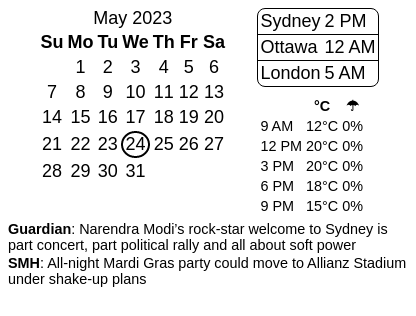 May 2023
Su Mo Tu We Th Fr Sa
1 2 3 4 5 6
7 8 9 10 11 12 13
14 15 16 17 18 19 20
21 22 23 24 25 26 27
28 29 30 31
Sydney 2 PM
Ottawa 12 AM
London 5 AM
°C ☂
9 AM 12°C 0%
12 PM 20°C 0%
3 PM 20°C 0%
6 PM 18°C 0%
9 PM 15°C 0%
Guardian: Narendra Modi’s rock-star welcome to Sydney is
part concert, part political rally and all about soft power
SMH: All-night Mardi Gras party could move to Allianz Stadium
under shake-up plans